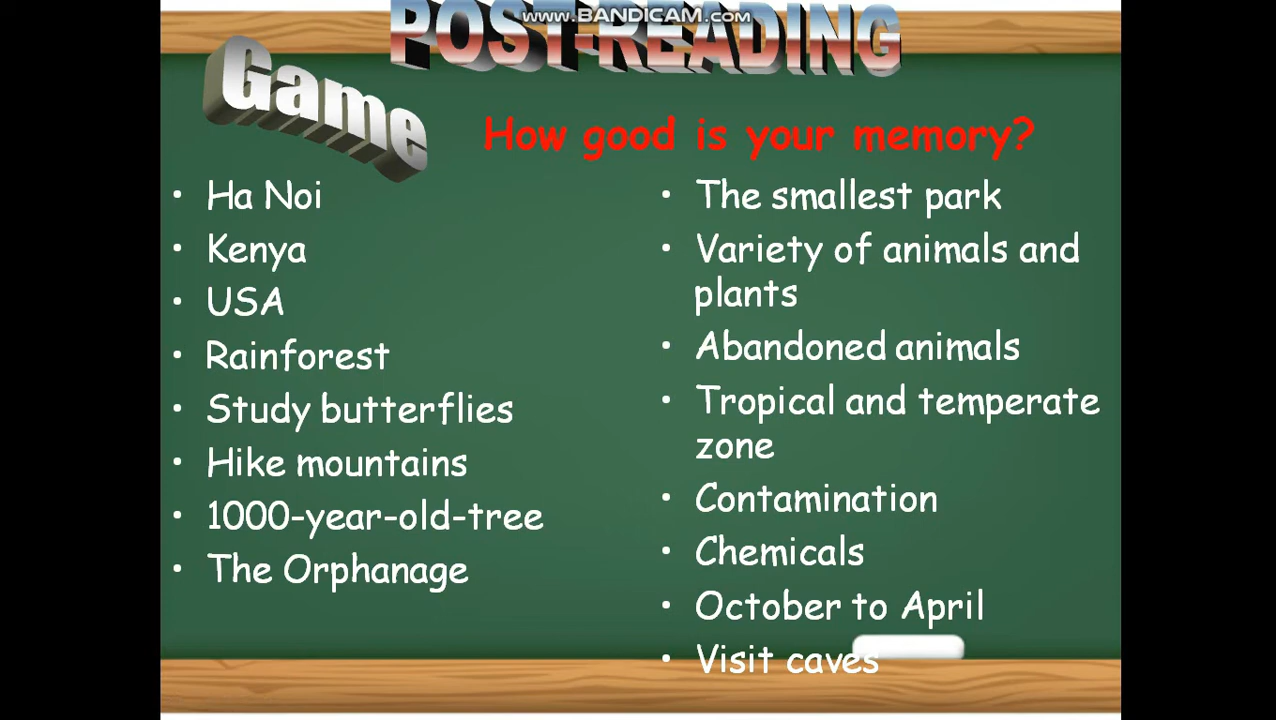 www.BANDICAM.com
POST-READING
Game
How good is your memory?
• Ha Noi
• Kenya
• USA
• Rainforest
• Study butterflies
• Hike mountains
• 1000-year-old-tree
• The Orphanage
• The smallest park
• Variety of animals and
plants
• Abandoned animals
• Tropical and temperate
zone
• Contamination
• Chemicals
• October to April
• Visit caves